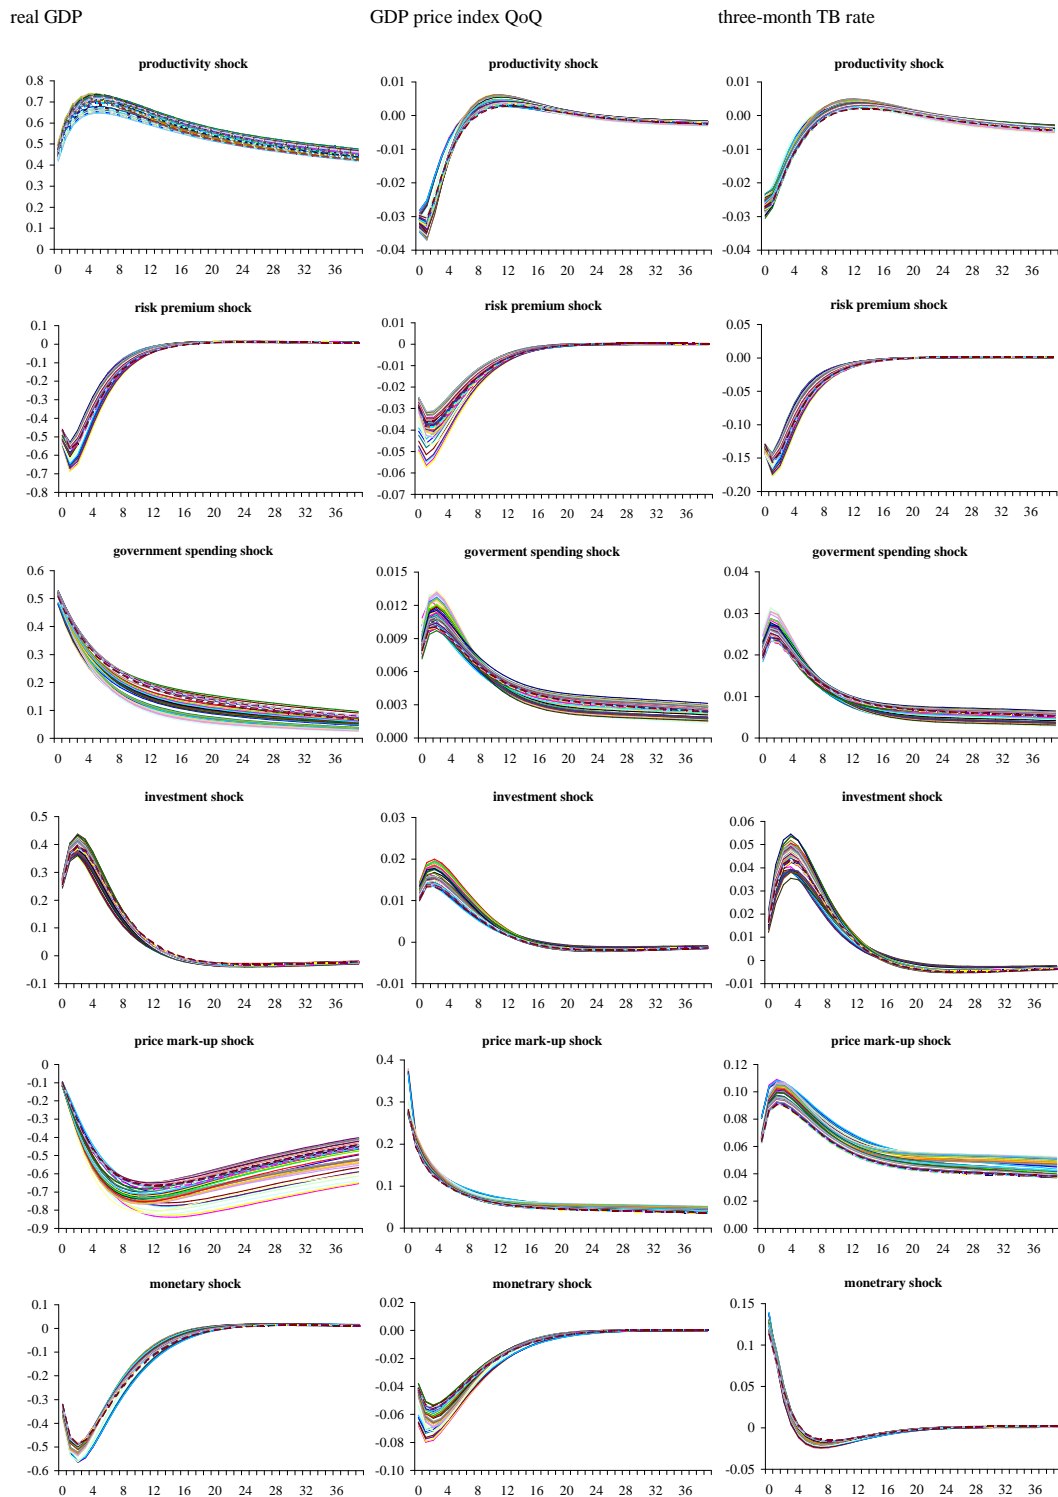 real GDP GDP price index QoQ three-month TB rate
productivity shock productivity shock productivity shock
0.8 0.01 0.01
0.7
0.6 0.00 0.00
0.5 -0.01 -0.01
0.4
0.3 -0.02 -0.02
0.2 -0.03 -0.03
0.1
0 -0.04 -0.04
0 4 8 12 16 20 24 28 32 36 0 4 8 12 16 20 24 28 32 36 0 4 8 12 16 20 24 28 32 36
risk premium shock risk premium shock risk premium shock
0.1 0.01 0.05
0 0 0.00
-0.1 -0.01
-0.2 -0.02 -0.05
-0.3
-0.4 -0.03 -0.10
-0.5 -0.04
-0.6 -0.05 -0.15
-0.7 -0.06
-0.8 -0.07 -0.20
0 4 8 12 16 20 24 28 32 36 0 4 8 12 16 20 24 28 32 36 0 4 8 12 16 20 24 28 32 36
government spending shock goverment spending shock goverment spending shock
0.6 0.015 0.04
0.5 0.012
0.4 0.03
0.3 0.009 0.02
0.2 0.006
0.1 0.003 0.01
0 0.000 0
0 4 8 12 16 20 24 28 32 36 0 4 8 12 16 20 24 28 32 36 0 4 8 12 16 20 24 28 32 36
investment shock investment shock investment shock
0.5 0.03 0.06
0.4 0.05
0.3 0.02 0.04
0.2 0.01 0.03
0.02
0.1 0.01
0 0 0
-0.1 -0.01 -0.01
0 4 8 12 16 20 24 28 32 36 0 4 8 12 16 20 24 28 32 36 0 4 8 12 16 20 24 28 32 36
price mark-up shock price mark-up shock price mark-up shock
0 0.4 0.12
-0.1 0.10
-0.2 0.3
-0.3 0.08
-0.4 0.2 0.06
-0.5
-0.6 0.1 0.04
-0.7 0.02
-0.8
-0.9 0 0.00
0 4 8 12 16 20 24 28 32 36 0 4 8 12 16 20 24 28 32 36 0 4 8 12 16 20 24 28 32 36
monetary shock monetrary shock monetrary shock
0.1 0.02 0.15
0 0.00
-0.1 -0.02 0.10
-0.2 0.05
-0.3 -0.04
-0.4 -0.06 0
-0.5 -0.08
-0.6 -0.10 -0.05
0 4 8 12 16 20 24 28 32 36 0 4 8 12 16 20 24 28 32 36 0 4 8 12 16 20 24 28 32 36